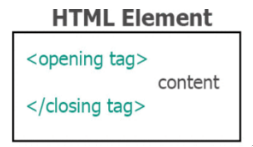 HTML Element
<opening tag>
content
</closing tag>